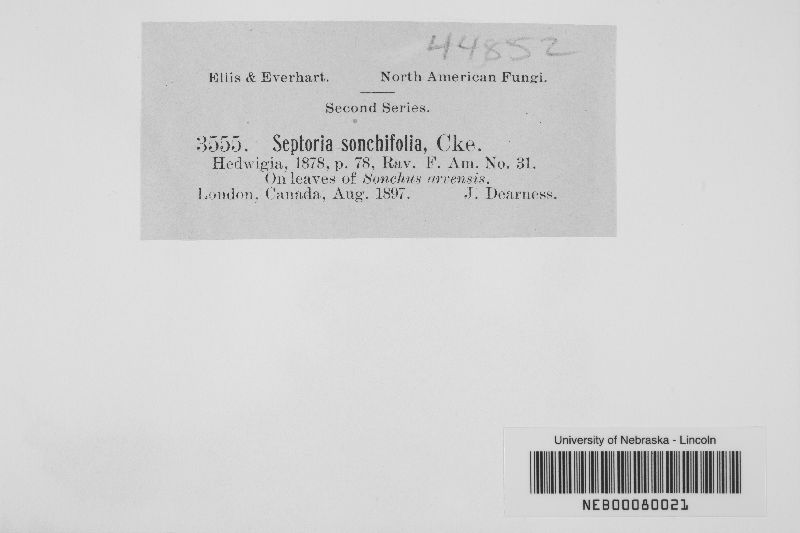 44852
Ellis & Everhart. North American Fungi.
Second Series.
3555. Septoria sonchifolia, Cke.
Hedwigia, 1878, p. 78, Rav. F. Am. No. 31.
On leaves of Sonchus arvensis.
London, Canada, Aug. 1897. J. Dearness.
University of Nebraska - Lincoln
NEB00080021